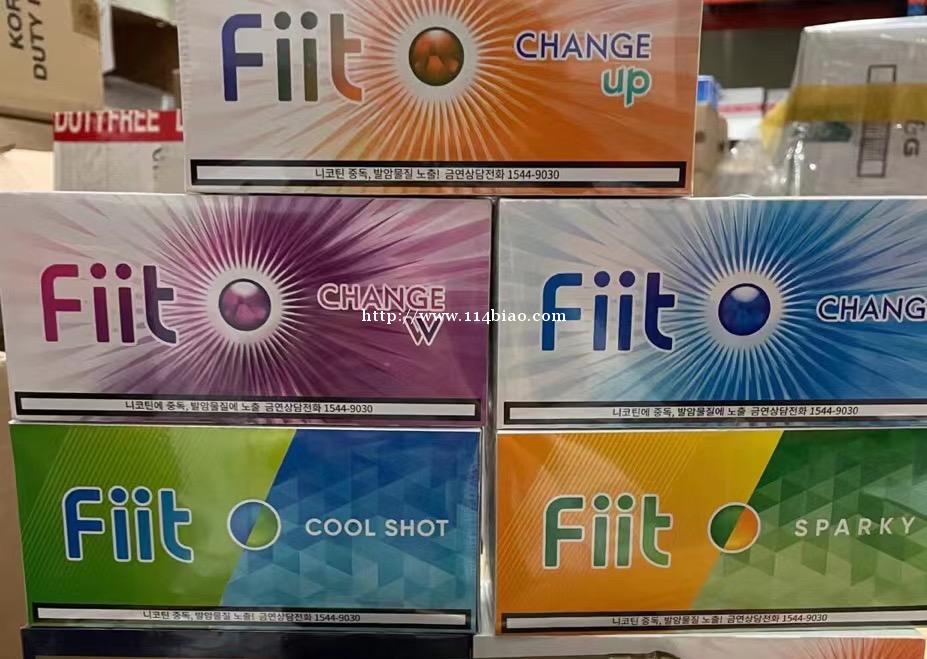 KOR
DUTY
DUTYFREE
GG
Fiit
CHANGE
up
니코틴 중독, 발암물질 노출! 금연상담전화 1544-9030
Fiit
CHANGE
W
니코틴에 중독, 발암물질에 노출 금연상담전화 1544-9030
Fiit
CHANG
니코틴에 중독, 발암물질에 노출 금연상담전화 1544-9030
http://www.114biao.com
Fiit
COOL SHOT
니코틴 중독, 발암물질 노출! 금연상담전화 1544-9030
Fiit
SPARKY
니코틴 중독, 발암물질 노출! 금연상담전화 1544-9030